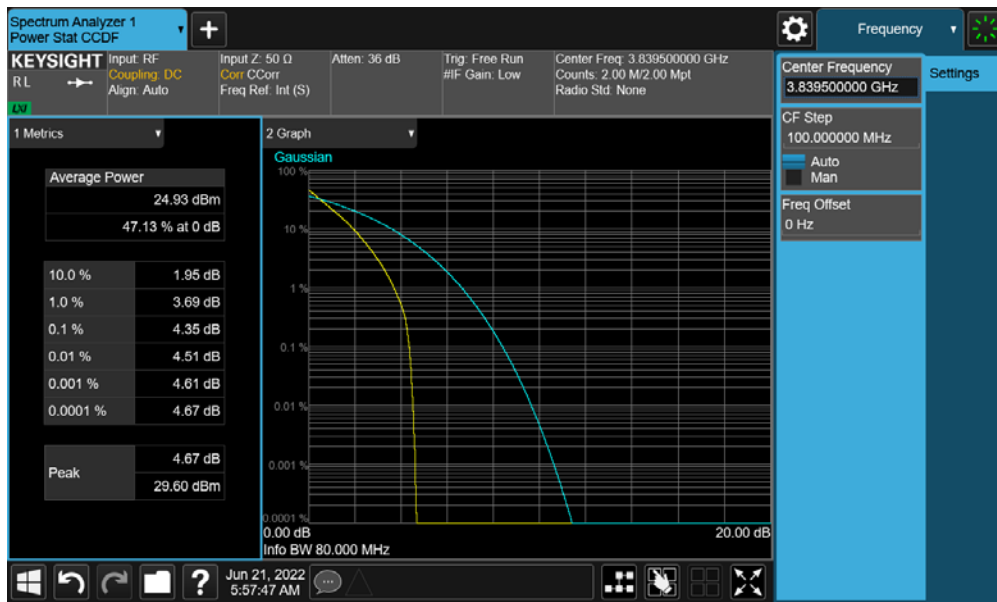 Spectrum Analyzer 1
Power Stat CCDF
+
Frequency
KEYSIGHT
R L
LXI
Input: RF
Coupling: DC
Align: Auto
Input Z: 50 Ω
Corr CCorr
Freq Ref: Int (S)
Atten: 36 dB
Trig: Free Run
#IF Gain: Low
Center Freq: 3.839500000 GHz
Counts: 2.00 M/2.00 Mpt
Radio Std: None
Center Frequency
3.839500000 GHz
Settings
CF Step
100.000000 MHz
Auto
Man
Freq Offset
0 Hz
1 Metrics
Average Power
24.93 dBm
47.13 % at 0 dB
10.0 % 1.95 dB
1.0 % 3.69 dB
0.1 % 4.35 dB
0.01 % 4.51 dB
0.001 % 4.61 dB
0.0001 % 4.67 dB
Peak
4.67 dB
29.60 dBm
2 Graph
Gaussian
100 %
10 %
1 %
0.1 %
0.01 %
0.001 %
0.0001 %
0.00 dB
20.00 dB
Info BW 80.000 MHz
?
Jun 21, 2022
5:57:47 AM